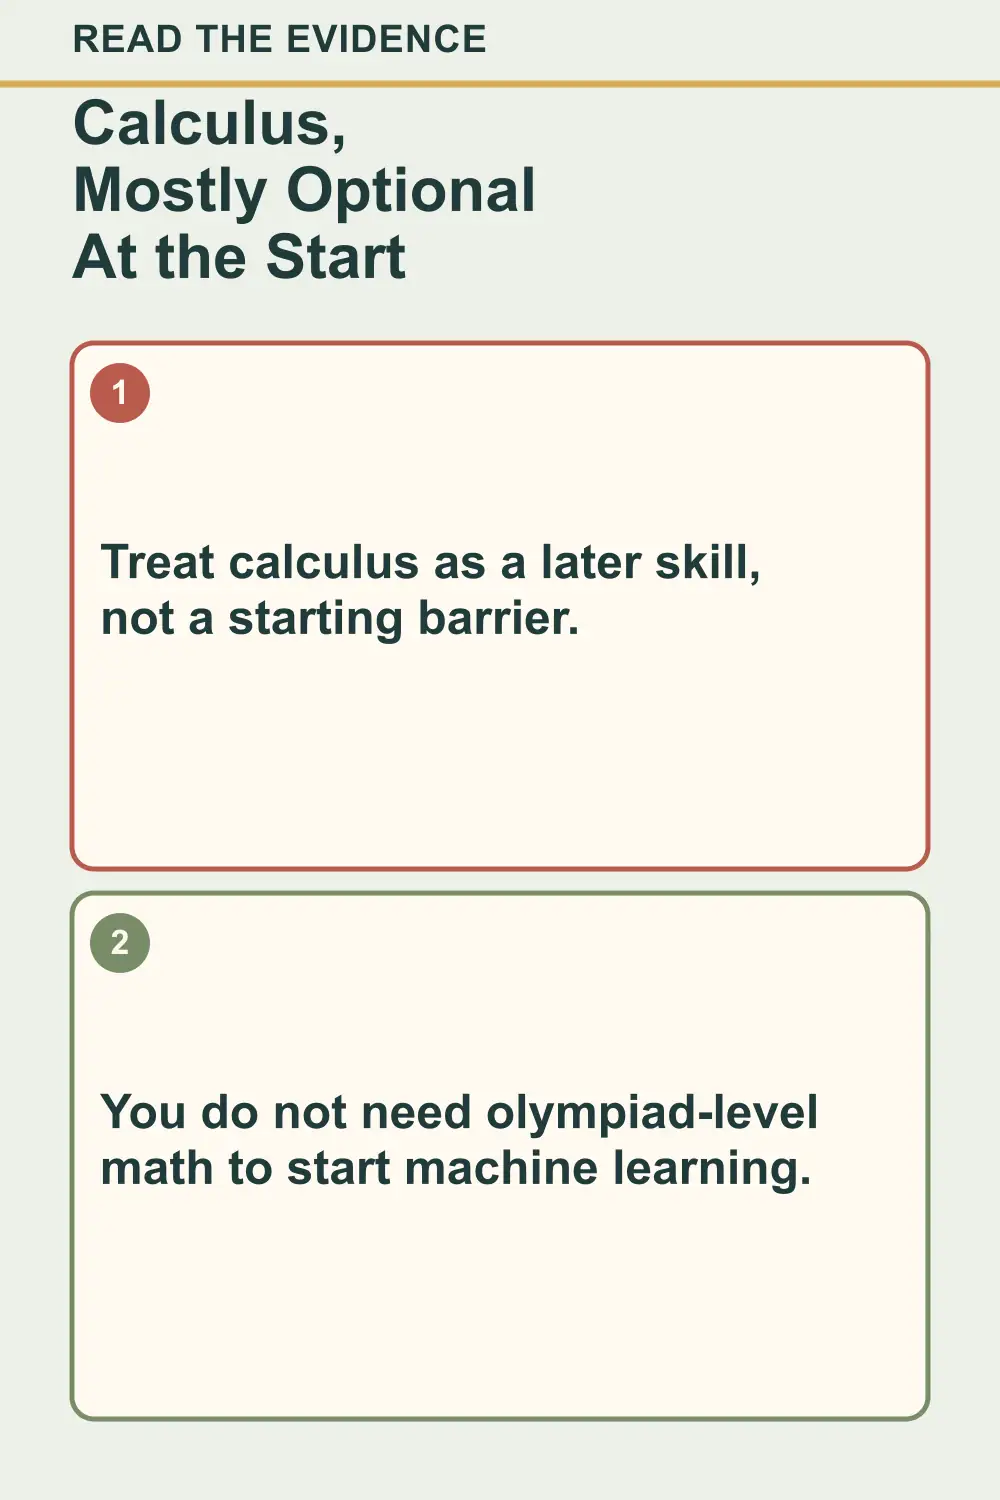 READ THE EVIDENCE
Calculus,
Mostly Optional
At the Start
1
Treat calculus as a later skill,
not a starting barrier.
2
You do not need olympiad-level
math to start machine learning.